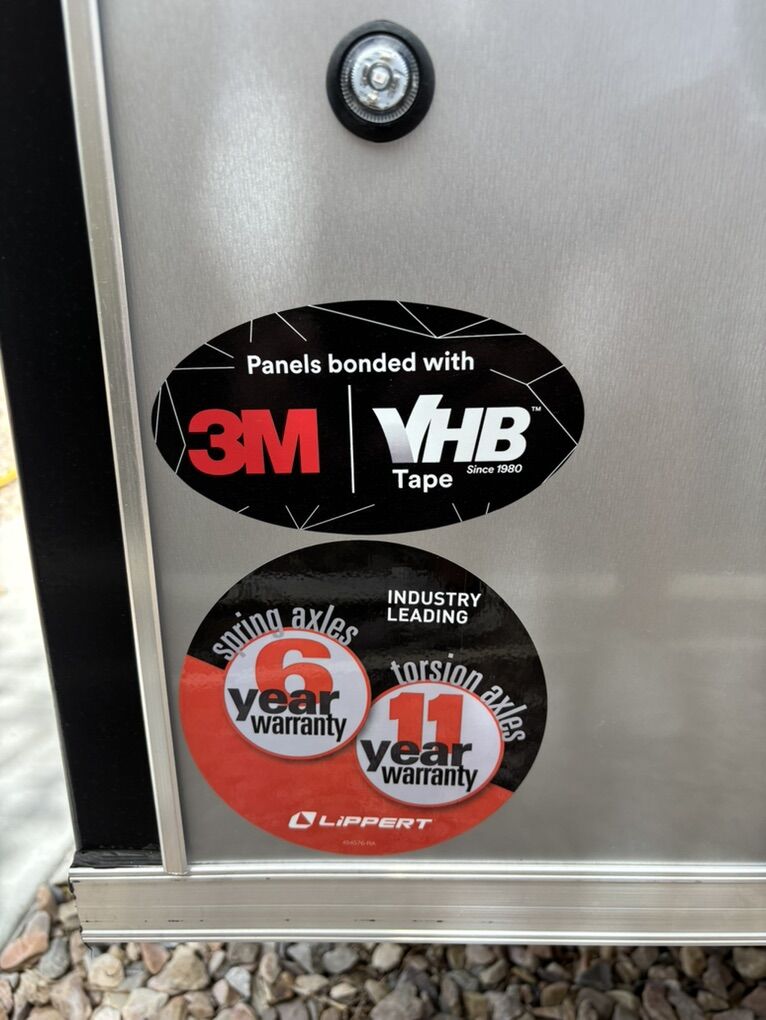 Panels bonded with
3M
VHB™
Tape
Since 1980
INDUSTRY
LEADING
spring axles
6
year
warranty
torsion axles
11
year
warranty
LiPPERT